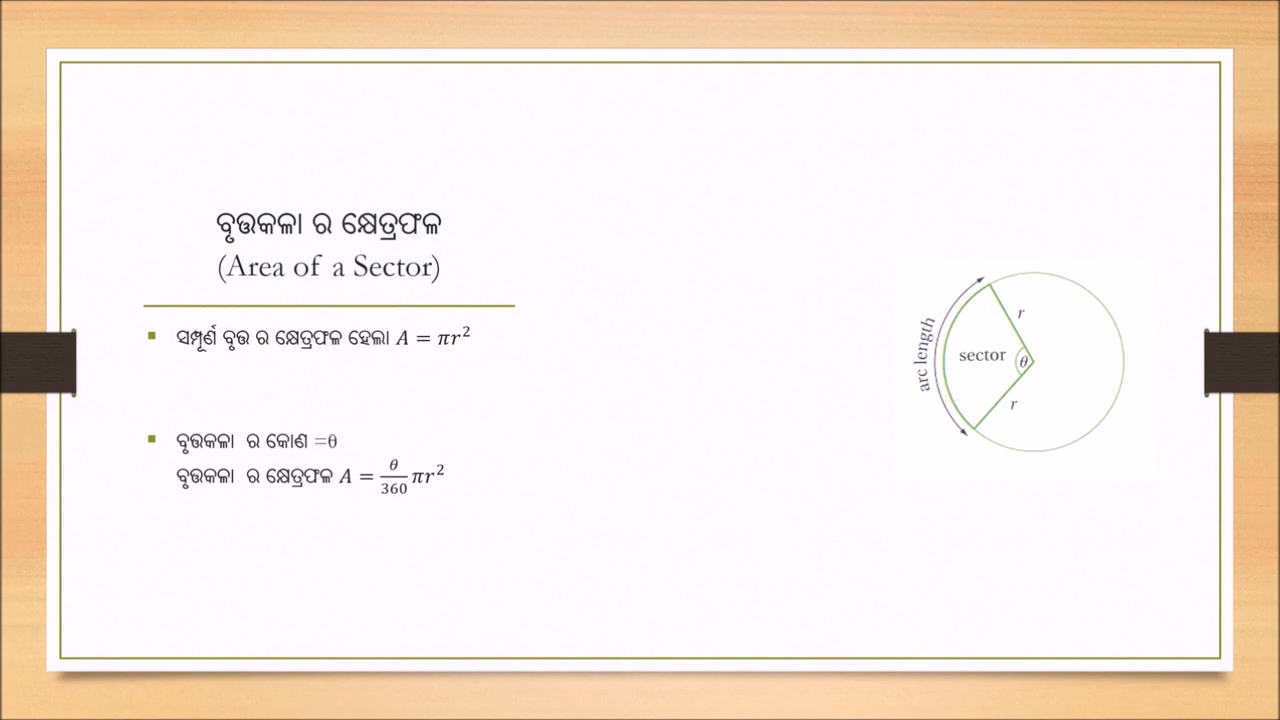 ବୃତ୍ତକଳା ର କ୍ଷେତ୍ରଫଳ
(Area of a Sector)
▪ ସମ୍ପୂର୍ଣ ବୃତ୍ତ ର କ୍ଷେତ୍ରଫଳ ହେଲା A = πr²
▪ ବୃତ୍ତକଳା ର କୋଣ =θ
ବୃତ୍ତକଳା ର କ୍ଷେତ୍ରଫଳ A = θ/360 πr²
arc length
r
sector
θ
r